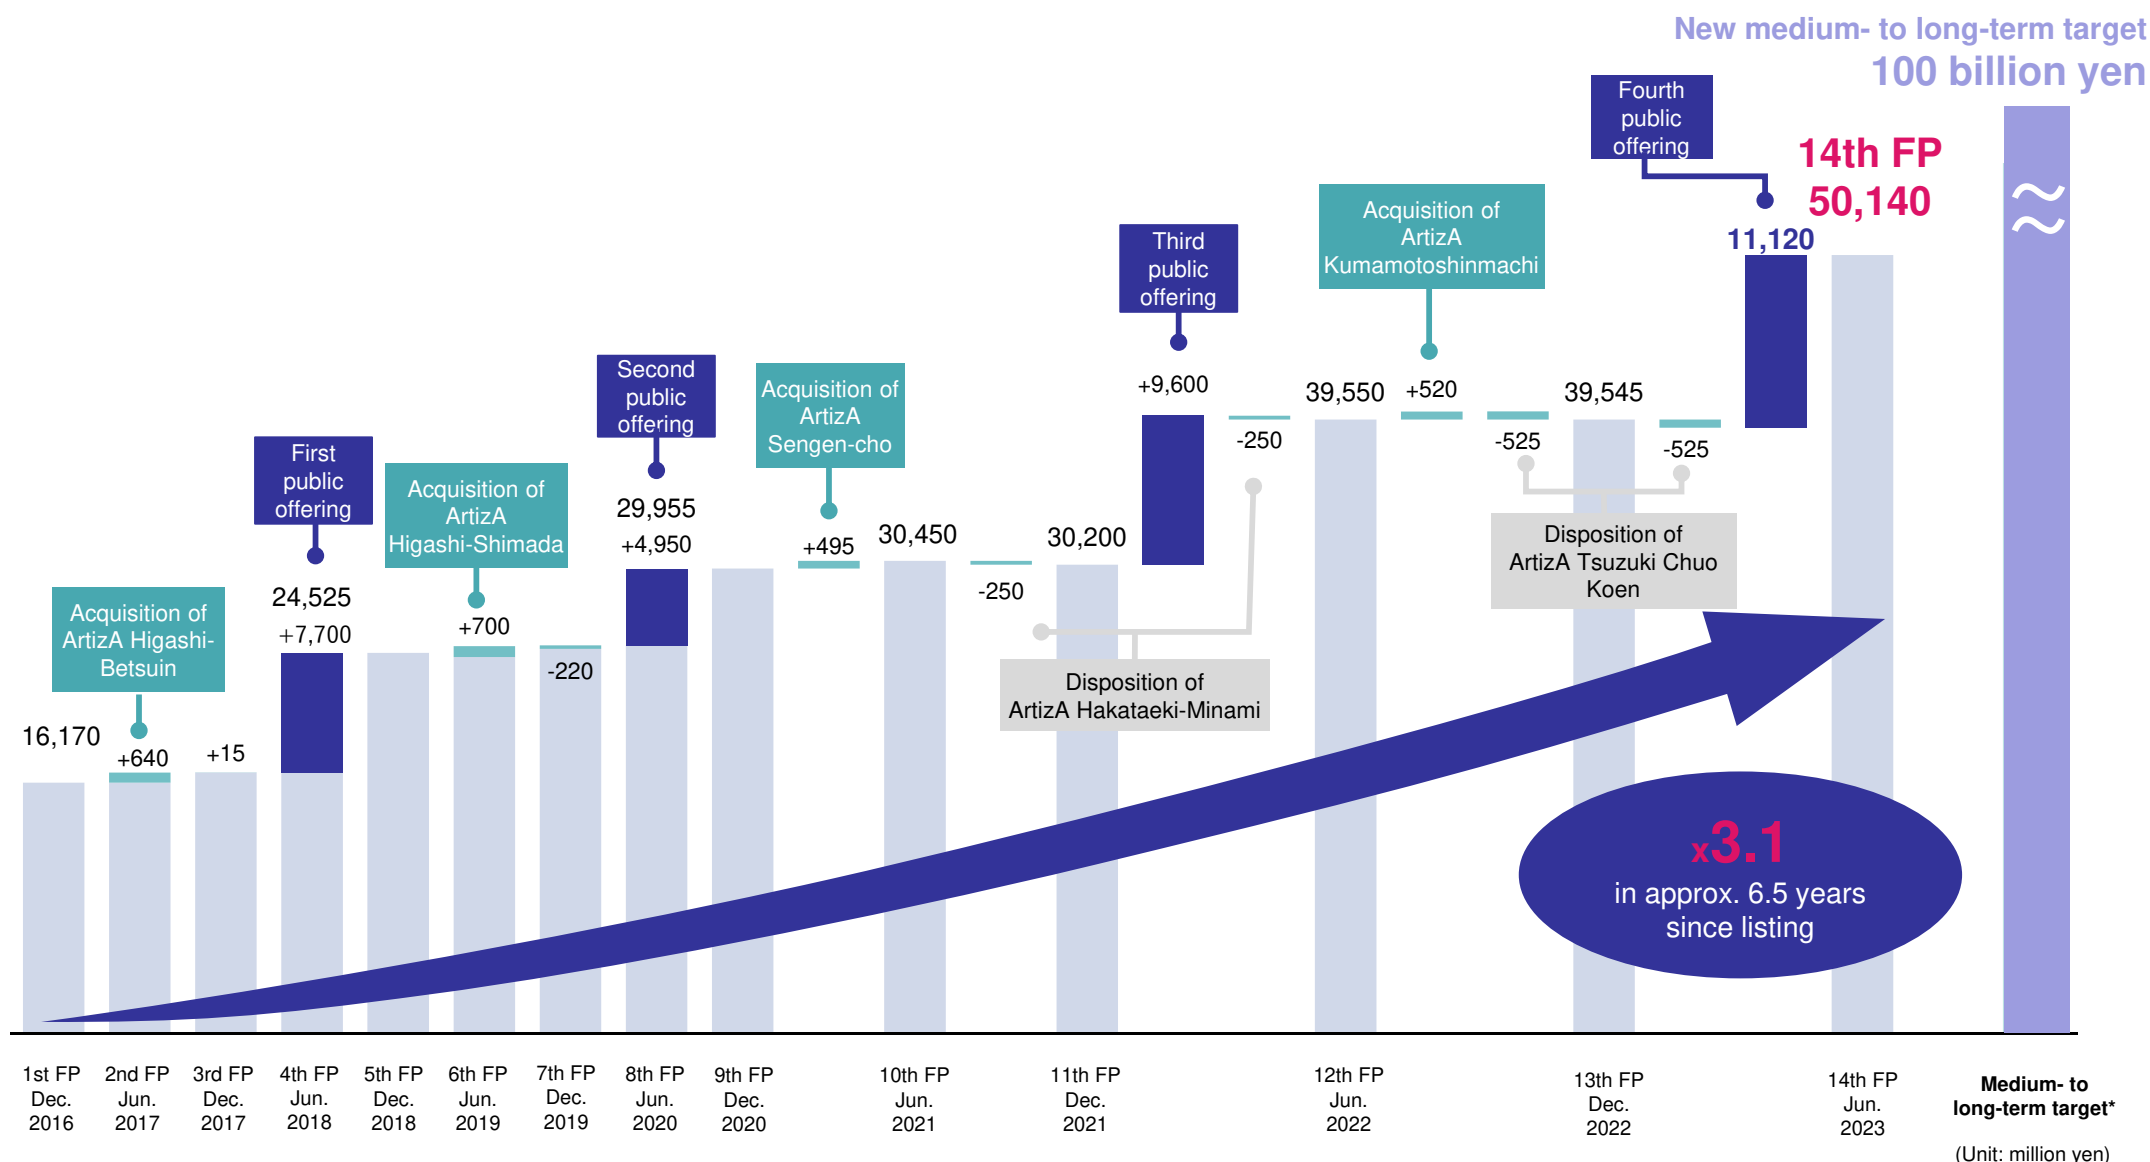 New medium- to long-term target
100 billion yen
Fourth
public
offering
14th FP
50,140
11,120
Acquisition of
ArtizA
Kumamotoshinmachi
Third
public
offering
+9,600
-250
39,550
+520
-525
39,545
-525
Second
public
offering
29,955
+4,950
Acquisition of
ArtizA
Sengen-cho
+495
30,450
-250
30,200
First
public
offering
24,525
+7,700
Acquisition of
ArtizA
Higashi-Shimada
+700
-220
Disposition of
ArtizA Tsuzuki Chuo
Koen
Acquisition of
ArtizA Higashi-
Betsuin
16,170
+640
+15
Disposition of
ArtizA Hakataeki-Minami
x3.1
in approx. 6.5 years
since listing
1st FP
Dec.
2016
2nd FP
Jun.
2017
3rd FP
Dec.
2017
4th FP
Jun.
2018
5th FP
Dec.
2018
6th FP
Jun.
2019
7th FP
Dec.
2019
8th FP
Jun.
2020
9th FP
Dec.
2020
10th FP
Jun.
2021
11th FP
Dec.
2021
12th FP
Jun.
2022
13th FP
Dec.
2022
14th FP
Jun.
2023
Medium- to
long-term target*
(Unit: million yen)